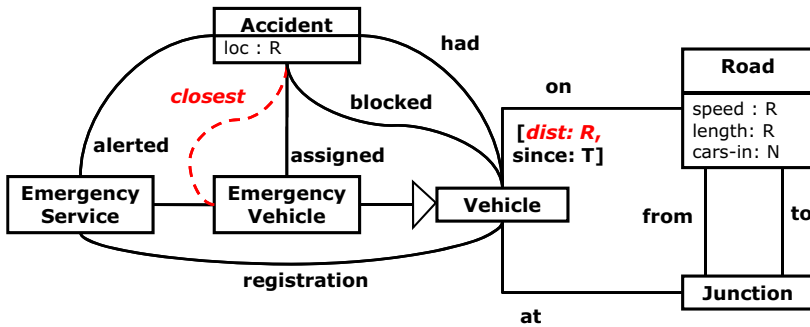 Accident
loc : R
had
Road
closest
on
blocked
speed : R
length: R
cars-in: N
[dist: R,
since: T]
alerted
assigned
Emergency
Service
Emergency
Vehicle
Vehicle
from
to
registration
Junction
at